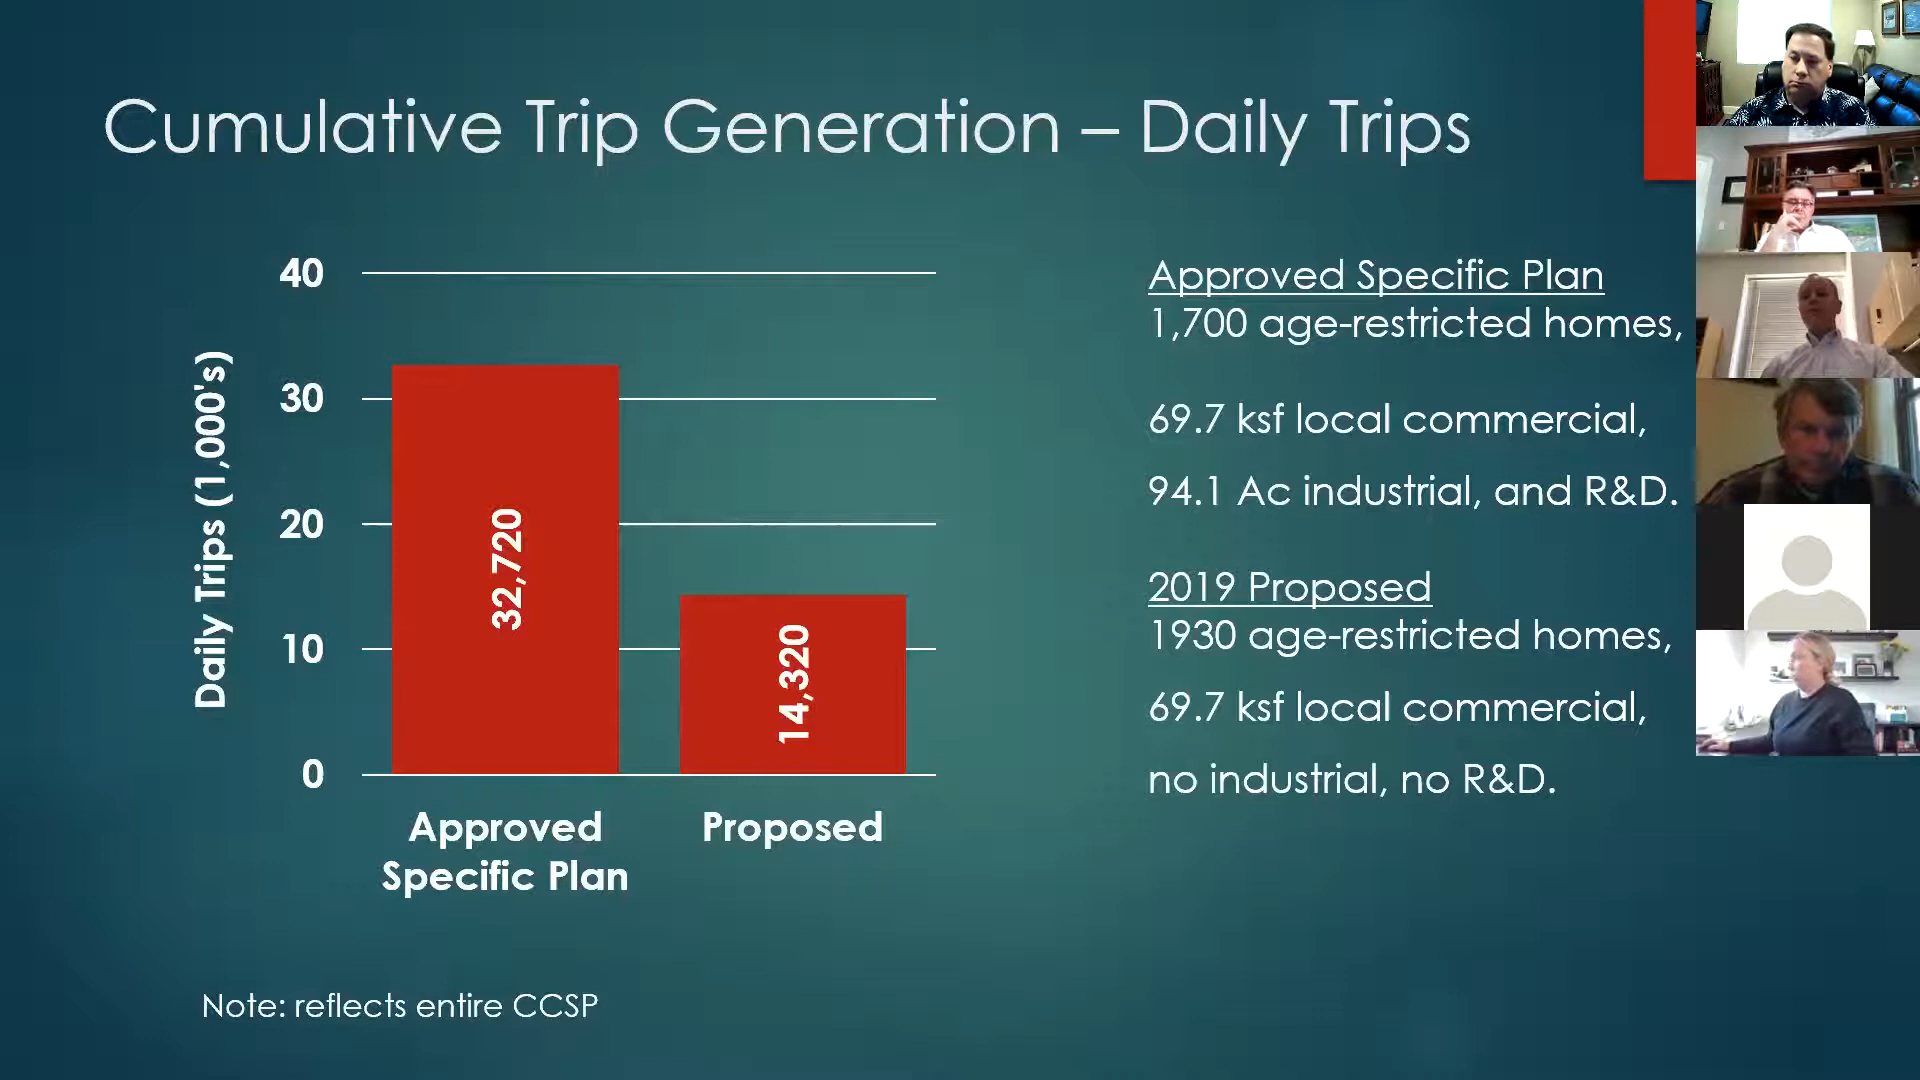 Cumulative Trip Generation – Daily Trips
40
30
20
10
0
Daily Trips (1,000's)
32,720
14,320
Approved
Specific Plan
Proposed
Approved Specific Plan
1,700 age-restricted homes,
69.7 ksf local commercial,
94.1 Ac industrial, and R&D.
2019 Proposed
1930 age-restricted homes,
69.7 ksf local commercial,
no industrial, no R&D.
Note: reflects entire CCSP